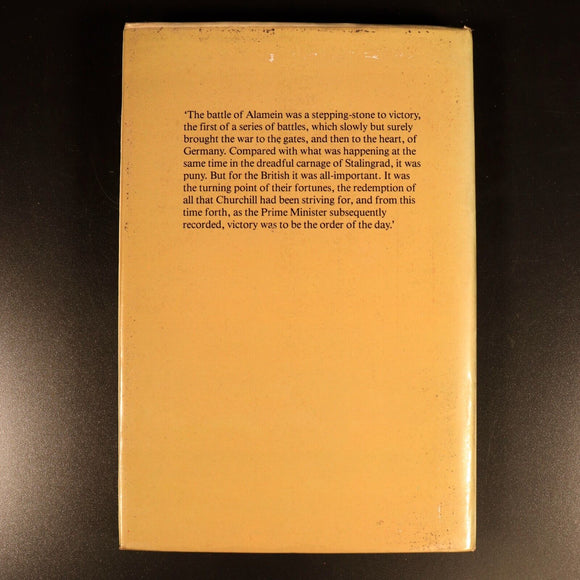 ‘The battle of Alamein was a stepping-stone to victory,
the first of a series of battles, which slowly but surely
brought the war to the gates, and then to the heart, of
Germany. Compared with what was happening at the
same time in the dreadful carnage of Stalingrad, it was
puny. But for the British it was all-important. It was
the turning point of their fortunes, the redemption of
all that Churchill had been striving for, and from this
time forth, as the Prime Minister subsequently
recorded, victory was to be the order of the day.’